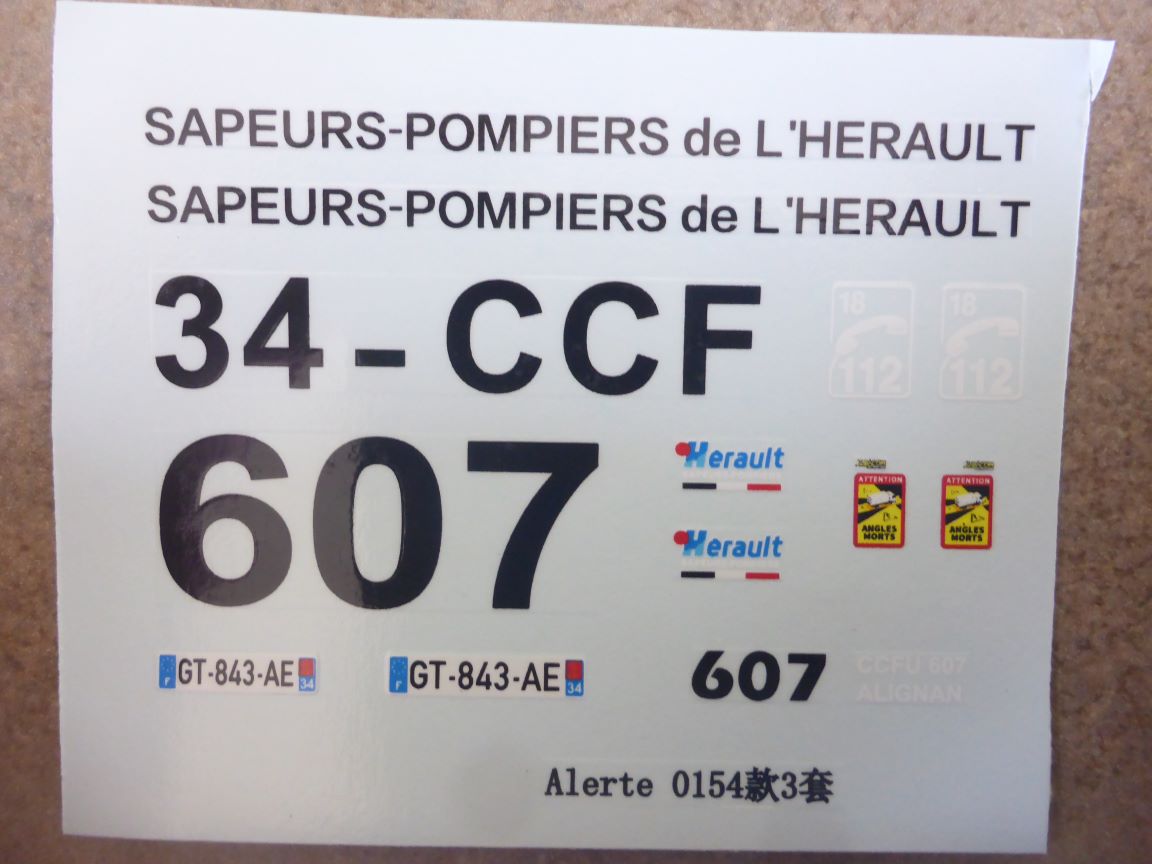 SAPEURS-POMPIERS de L'HERAULT
SAPEURS-POMPIERS de L'HERAULT
34-CCF
18
112
18
112
607
Herault
Herault
ATTENTION
ANGLES
MORTS
ATTENTION
ANGLES
MORTS
F GT-843-AE 34
F GT-843-AE 34
607
CCFU 607
ALIGNAN
Alerte 0154款3套